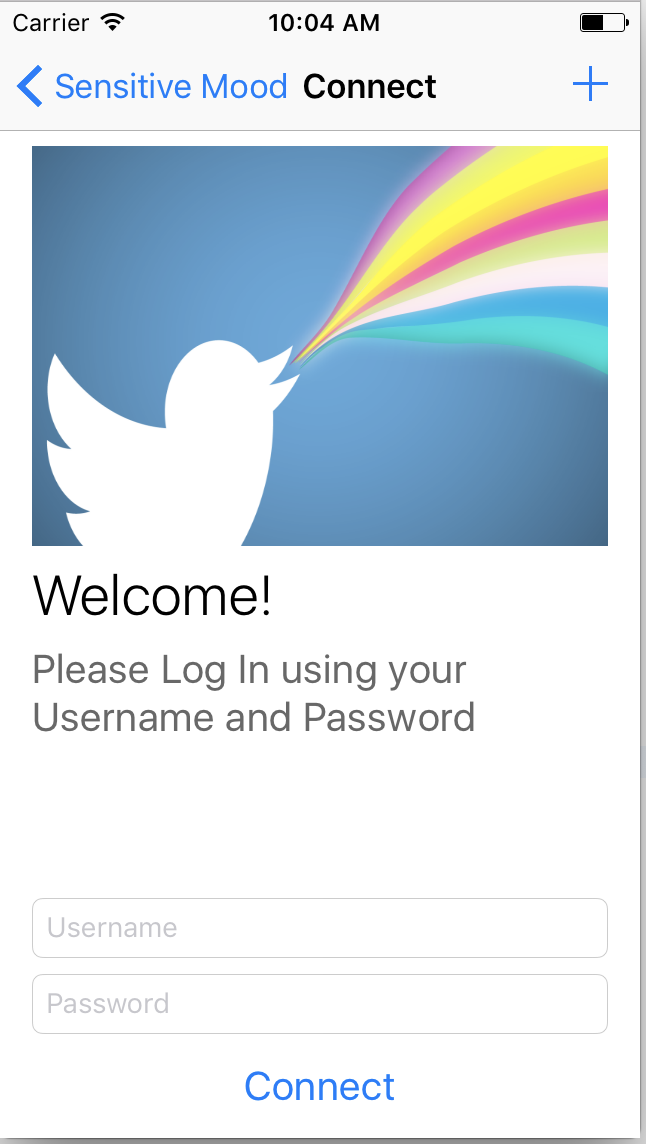 Carrier 10:04 AM
Sensitive Mood Connect +
Welcome!
Please Log In using your
Username and Password
Username
Password
Connect